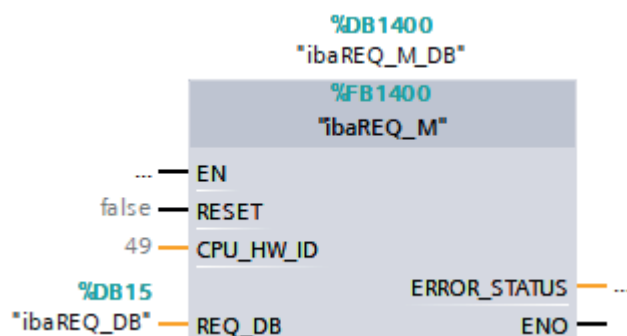 %DB1400
"ibaREQ_M_DB"
%FB1400
"ibaREQ_M"
... EN
false RESET
49 CPU_HW_ID
ERROR_STATUS ...
%DB15
"ibaREQ_DB" REQ_DB ENO